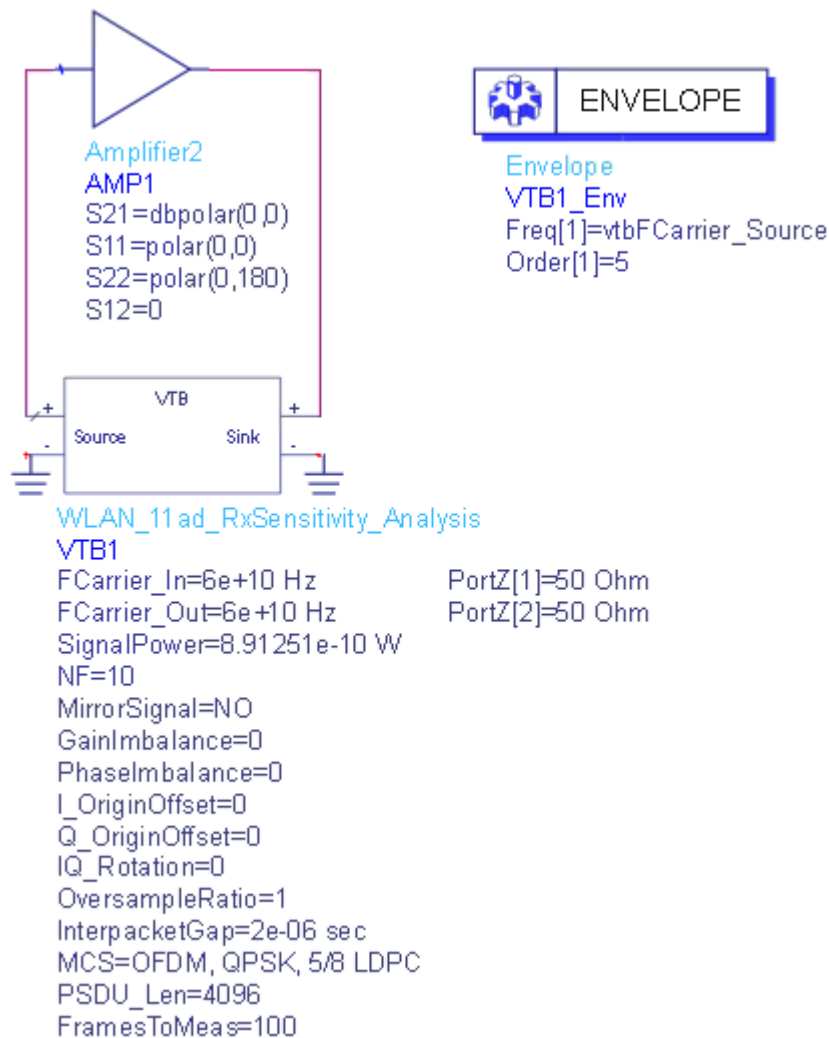 ENVELOPE
Amplifier2
AMP1
S21=dbpolar(0,0)
S11=polar(0,0)
S22=polar(0,180)
S12=0
Envelope
VTB1_Env
Freq[1]=vtbFCarrier_Source
Order[1]=5
VTB
+ +
Source Sink
- -
WLAN_11ad_RxSensitivity_Analysis
VTB1
FCarrier_In=6e+10 Hz PortZ[1]=50 Ohm
FCarrier_Out=6e+10 Hz PortZ[2]=50 Ohm
SignalPower=8.91251e-10 W
NF=10
MirrorSignal=NO
GainImbalance=0
PhaseImbalance=0
I_OriginOffset=0
Q_OriginOffset=0
IQ_Rotation=0
OversampleRatio=1
InterpacketGap=2e-06 sec
MCS=OFDM, QPSK, 5/8 LDPC
PSDU_Len=4096
FramesToMeas=100